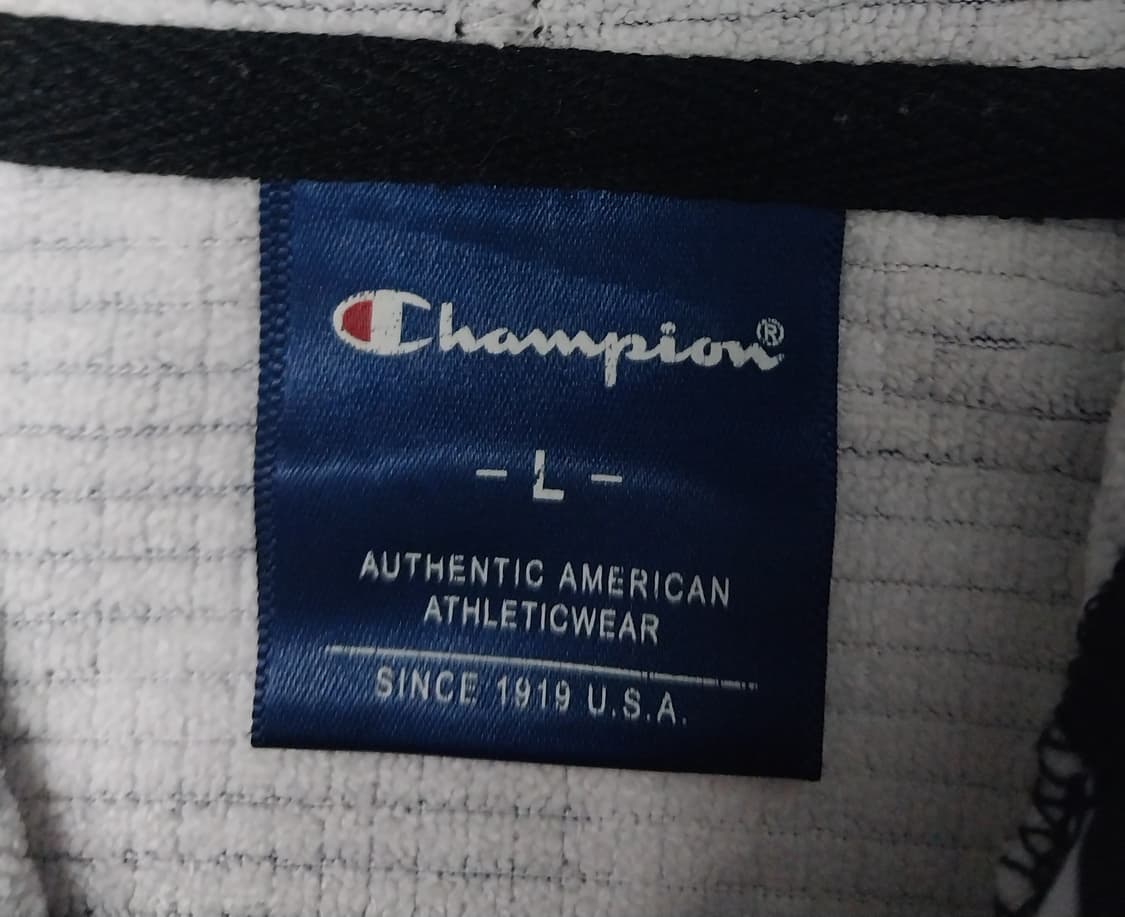 Champion®
- L -
AUTHENTIC AMERICAN
ATHLETICWEAR
SINCE 1919 U.S.A.